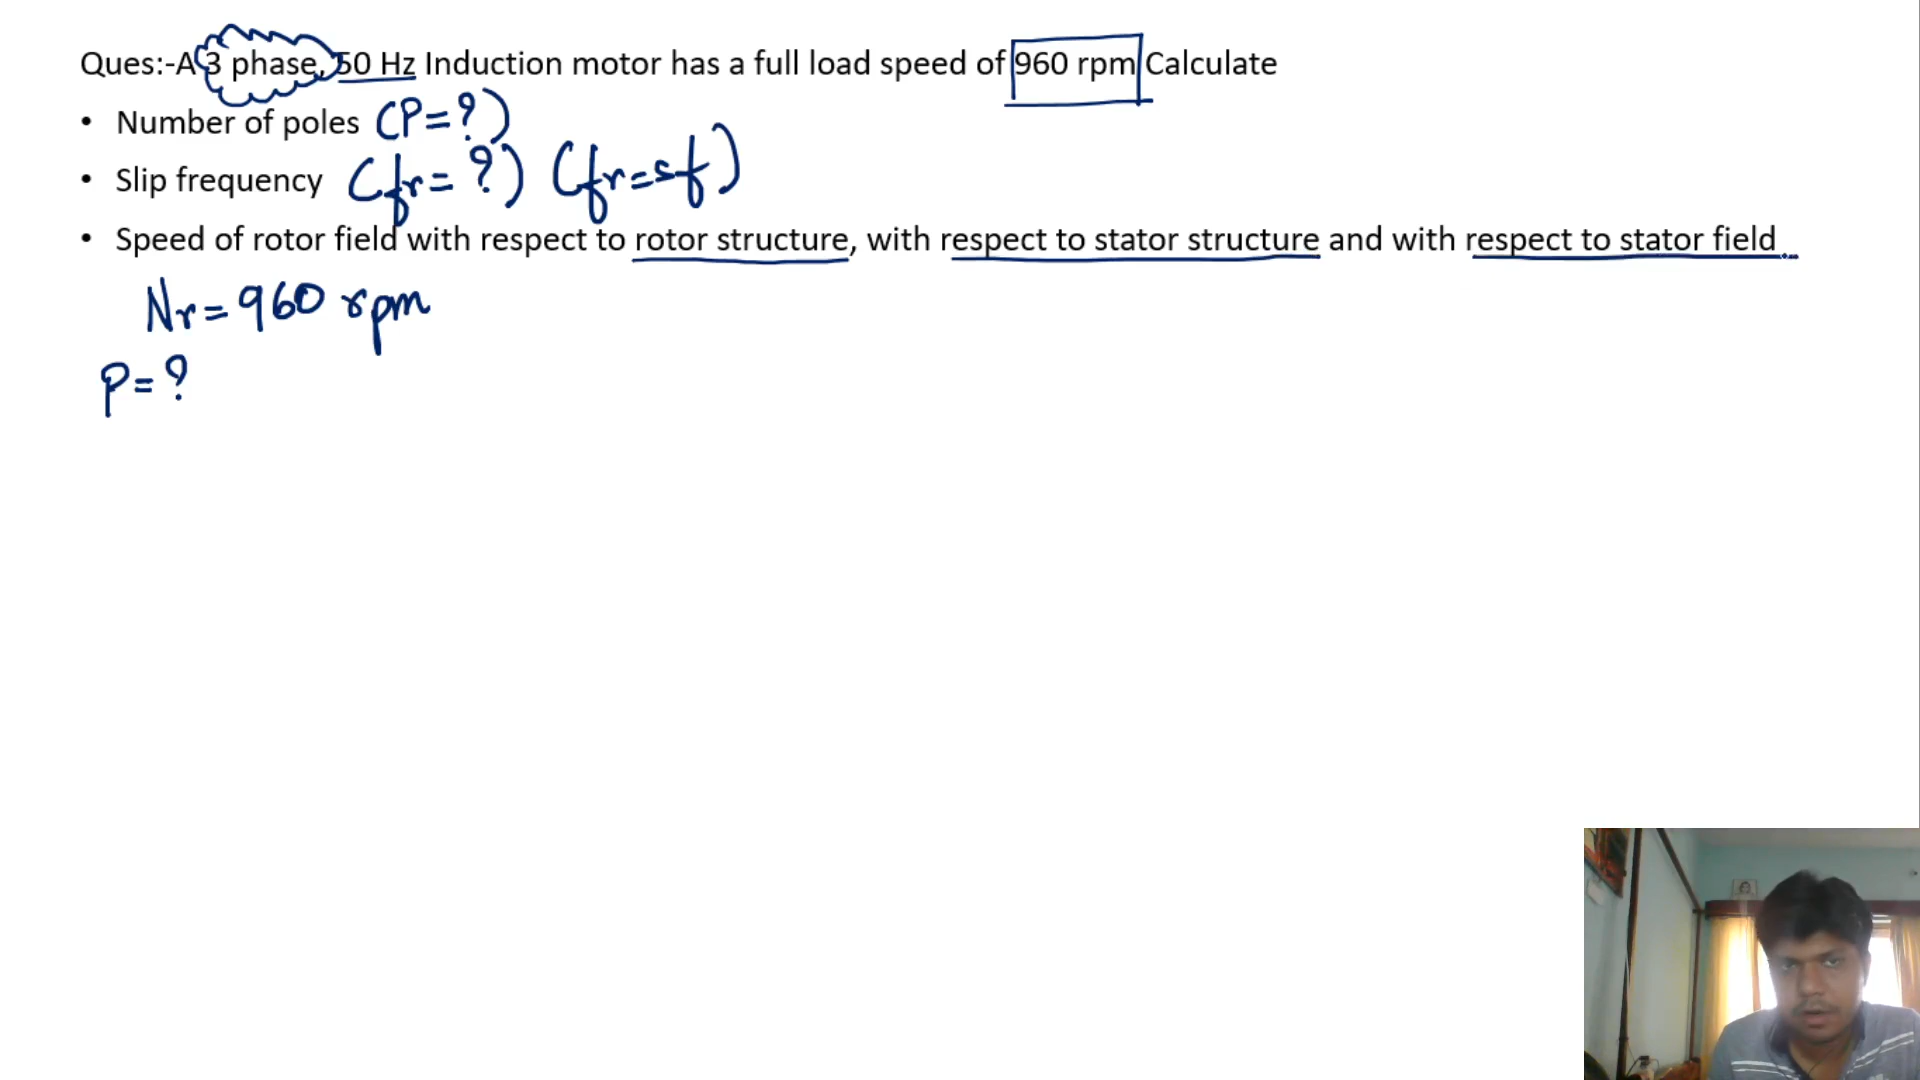 Ques:-A 3 phase, 50 Hz Induction motor has a full load speed of 960 rpm Calculate
• Number of poles (P=?)
• Slip frequency (fr=?) (fr=sf)
• Speed of rotor field with respect to rotor structure, with respect to stator structure and with respect to stator field
Nr=960 rpm
P=?